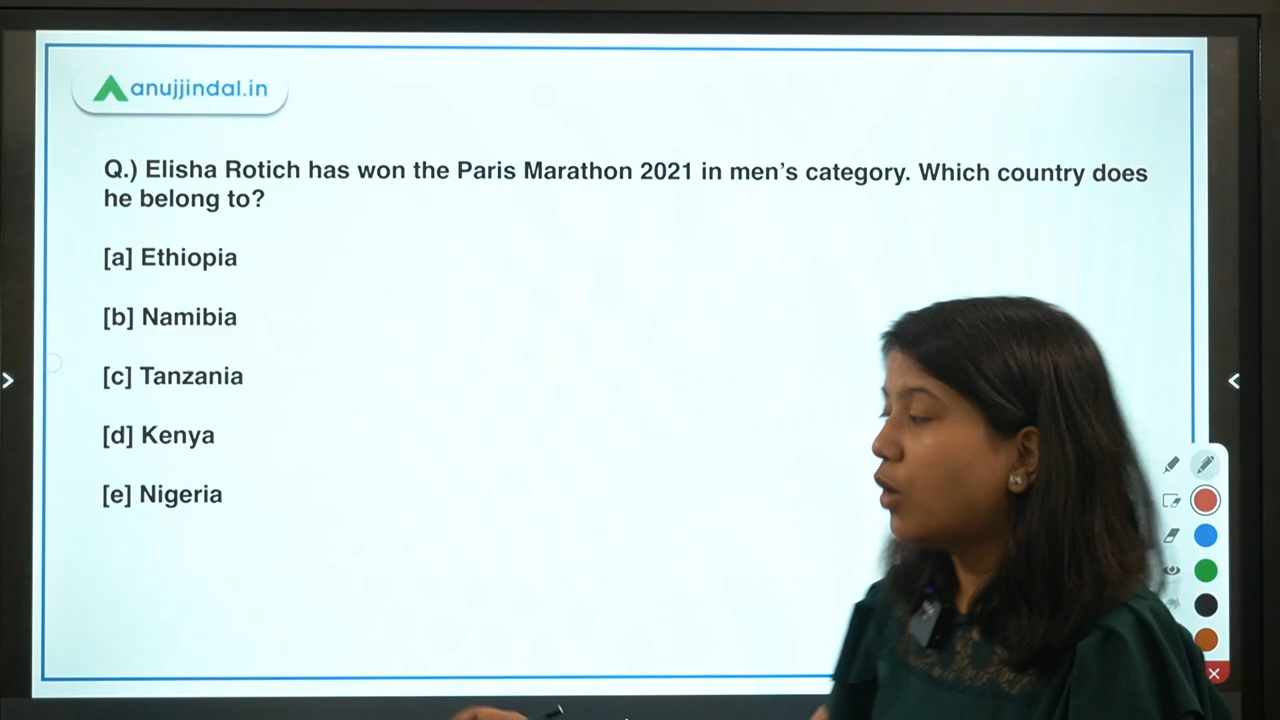 anujjindal.in
Q.) Elisha Rotich has won the Paris Marathon 2021 in men’s category. Which country does
he belong to?
[a] Ethiopia
[b] Namibia
[c] Tanzania
[d] Kenya
[e] Nigeria